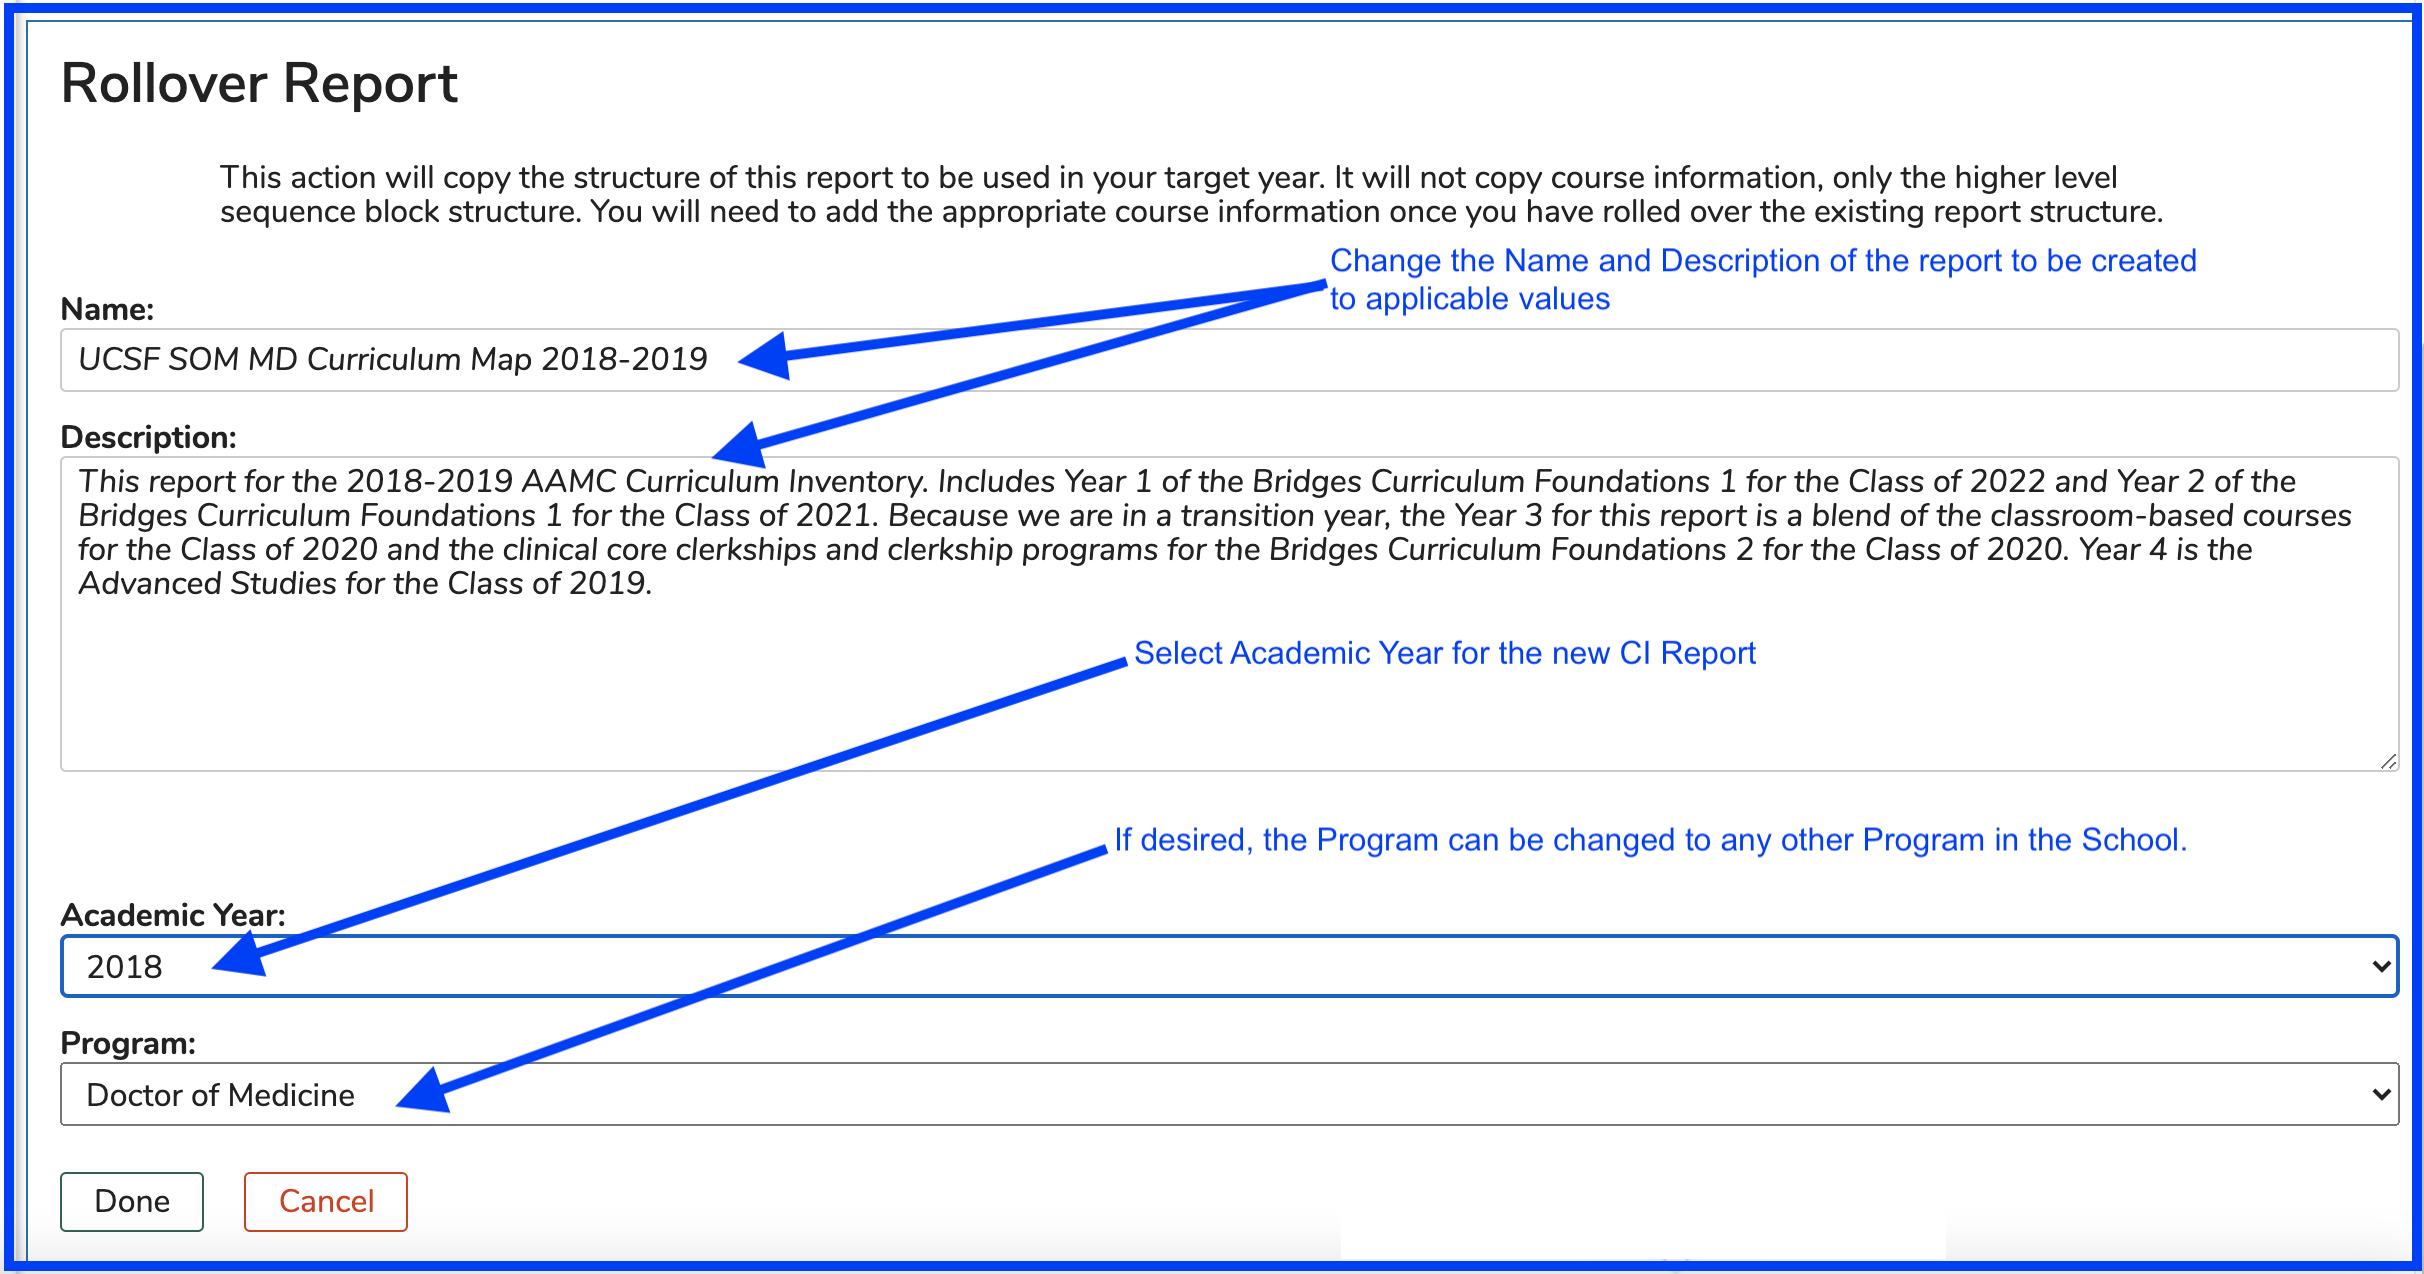 Rollover Report
This action will copy the structure of this report to be used in your target year. It will not copy course information, only the higher level
sequence block structure. You will need to add the appropriate course information once you have rolled over the existing report structure.
Change the Name and Description of the report to be created
to applicable values
Name:
UCSF SOM MD Curriculum Map 2018-2019
Description:
This report for the 2018-2019 AAMC Curriculum Inventory. Includes Year 1 of the Bridges Curriculum Foundations 1 for the Class of 2022 and Year 2 of the
Bridges Curriculum Foundations 1 for the Class of 2021. Because we are in a transition year, the Year 3 for this report is a blend of the classroom-based courses
for the Class of 2020 and the clinical core clerkships and clerkship programs for the Bridges Curriculum Foundations 2 for the Class of 2020. Year 4 is the
Advanced Studies for the Class of 2019.
Select Academic Year for the new CI Report
If desired, the Program can be changed to any other Program in the School.
Academic Year:
2018
Program:
Doctor of Medicine
Done
Cancel